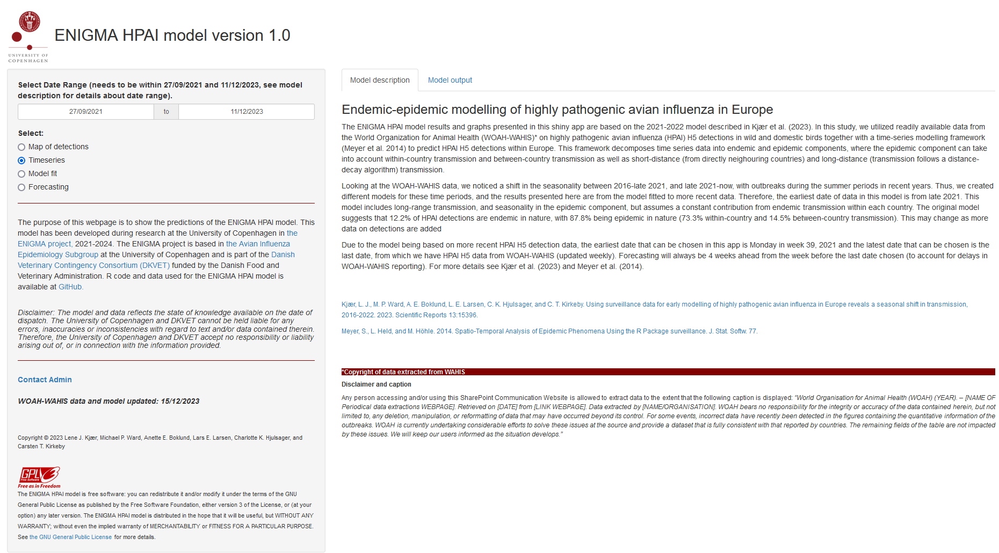 UNIVERSITY OF
COPENHAGEN
ENIGMA HPAI model version 1.0
Select Date Range (needs to be within 27/09/2021 and 11/12/2023, see model
description for details about date range).
27/09/2021 to 11/12/2023
Select:
Map of detections
Timeseries
Model fit
Forecasting
The purpose of this webpage is to show the predictions of the ENIGMA HPAI model. This
model has been developed during research at the University of Copenhagen in the
ENIGMA project, 2021-2024. The ENIGMA project is based in the Avian Influenza
Epidemiology Subgroup at the University of Copenhagen and is part of the Danish
Veterinary Contingency Consortium (DKVET) funded by the Danish Food and
Veterinary Administration. R code and data used for the ENIGMA HPAI model is
available at GitHub.
Disclaimer: The model and data reflects the state of knowledge available on the date of
dispatch. The University of Copenhagen and DKVET cannot be held liable for any
errors, inaccuracies or inconsistencies with regard to text and/or data contained therein.
Therefore, the University of Copenhagen and DKVET accept no responsibility or liability
arising out of, or in connection with the information provided.
Contact Admin
WOAH-WAHIS data and model updated: 15/12/2023
Copyright © 2023 Lene J. Kjær, Michael P. Ward, Anette E. Boklund, Lars E. Larsen, Charlotte K. Hjulsager, and
Carsten T. Kirkeby
GPLv3
Free Software
Free as in Freedom
The ENIGMA HPAI model is free software: you can redistribute it and/or modify it under the terms of the GNU
General Public License as published by the Free Software Foundation, either version 3 of the License, or (at your
option) any later version. The ENIGMA HPAI model is distributed in the hope that it will be useful, but WITHOUT ANY
WARRANTY; without even the implied warranty of MERCHANTABILITY or FITNESS FOR A PARTICULAR PURPOSE.
See the GNU General Public License for more details.
Model description Model output
Endemic-epidemic modelling of highly pathogenic avian influenza in Europe
The ENIGMA HPAI model results and graphs presented in this shiny app are based on the 2021-2022 model described in Kjær et al. (2023). In this study, we utilized readily available data from
the World Organization for Animal Health (WOAH-WAHIS)* on highly pathogenic avian influenza (HPAI) H5 detections in wild and domestic birds together with a time-series modelling framework
(Meyer et al. 2014) to predict HPAI H5 detections within Europe. This framework decomposes time series data into endemic and epidemic components, where the epidemic component can take
into account within-country transmission and between-country transmission as well as short-distance (from directly neighouring countries) and long-distance (transmission follows a distance-
decay algorithm) transmission.
Looking at the WOAH-WAHIS data, we noticed a shift in the seasonality between 2016-late 2021, and late 2021-now, with outbreaks during the summer periods in recent years. Thus, we created
different models for these time periods, and the results presented here are from the model fitted to more recent data. Therefore, the earliest date of data in this model is from late 2021. This
model includes long-range transmission, and seasonality in the epidemic component, but assumes a constant contribution from endemic transmission within each country. The original model
suggests that 12.2% of HPAI detections are endemic in nature, with 87.8% being epidemic in nature (73.3% within-country and 14.5% between-country transmission). This may change as more
data on detections are added
Due to the model being based on more recent HPAI H5 detection data, the earliest date that can be chosen in this app is Monday in week 39, 2021 and the latest date that can be chosen is the
last date, from which we have HPAI H5 data from WOAH-WAHIS (updated weekly). Forecasting will always be 4 weeks ahead from the week before the last date chosen (to account for delays in
WOAH-WAHIS reporting). For more details see Kjær et al. (2023) and Meyer et al. (2014).
Kjær, L. J., M. P. Ward, A. E. Boklund, L. E. Larsen, C. K. Hjulsager, and C. T. Kirkeby. Using surveillance data for early modelling of highly pathogenic avian influenza in Europe reveals a seasonal shift in transmission,
2016-2022. 2023. Scientific Reports 13:15396.
Meyer, S., L. Held, and M. Höhle. 2014. Spatio-Temporal Analysis of Epidemic Phenomena Using the R Package surveillance. J. Stat. Softw. 77.
*Copyright of data extracted from WAHIS
Disclaimer and caption
Any person accessing and/or using this SharePoint Communication Website is allowed to extract data to the extent that the following caption is displayed: “World Organisation for Animal Health (WOAH) (YEAR). – [NAME OF
Periodical data extractions WEBPAGE]. Retrieved on [DATE] from [LINK WEBPAGE]. Data extracted by [NAME/ORGANISATION]. WOAH bears no responsibility for the integrity or accuracy of the data contained herein, but not
limited to, any deletion, manipulation, or reformatting of data that may have occurred beyond its control. For some events, incorrect data have recently been detected in the figures containing the quantitative information of the
outbreaks. WOAH is currently undertaking considerable efforts to solve these issues at the source and provide a dataset that is fully consistent with that reported by countries. The remaining fields of the table are not impacted
by these issues. We will keep our users informed as the situation develops.”